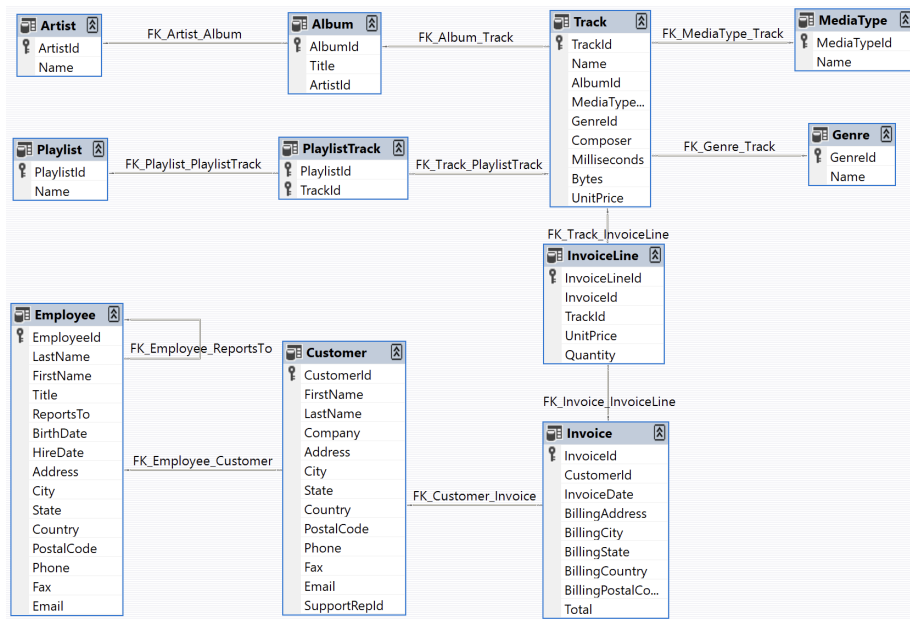 Artist
ArtistId
Name
FK_Artist_Album
Album
AlbumId
Title
ArtistId
FK_Album_Track
Track
TrackId
Name
AlbumId
MediaType...
GenreId
Composer
Milliseconds
Bytes
UnitPrice
FK_MediaType_Track
MediaType
MediaTypeId
Name
FK_Genre_Track
Genre
GenreId
Name
Playlist
PlaylistId
Name
FK_Playlist_PlaylistTrack
PlaylistTrack
PlaylistId
TrackId
FK_Track_PlaylistTrack
FK_Track_InvoiceLine
InvoiceLine
InvoiceLineId
InvoiceId
TrackId
UnitPrice
Quantity
FK_Invoice_InvoiceLine
Employee
EmployeeId
LastName
FirstName
Title
ReportsTo
BirthDate
HireDate
Address
City
State
Country
PostalCode
Phone
Fax
Email
FK_Employee_ReportsTo
FK_Employee_Customer
Customer
CustomerId
FirstName
LastName
Company
Address
City
State
Country
PostalCode
Phone
Fax
Email
SupportRepId
FK_Customer_Invoice
Invoice
InvoiceId
CustomerId
InvoiceDate
BillingAddress
BillingCity
BillingState
BillingCountry
BillingPostalCo...
Total